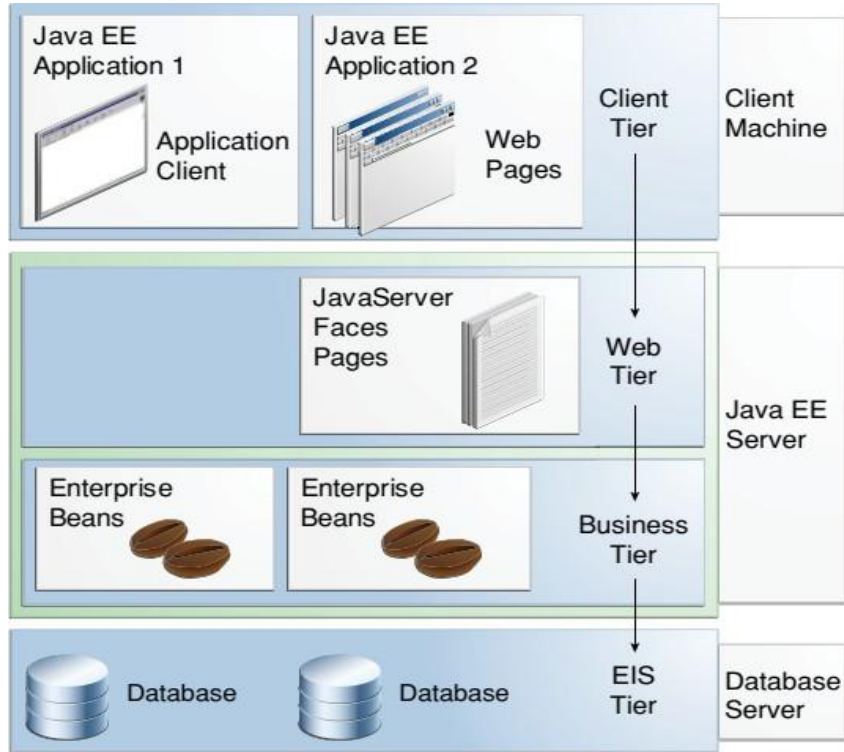 Java EE
Application 1
Application
Client
Java EE
Application 2
Web
Pages
Client
Tier
Client
Machine
JavaServer
Faces
Pages
Web
Tier
Java EE
Server
Enterprise
Beans
Enterprise
Beans
Business
Tier
Database
Database
EIS
Tier
Database
Server